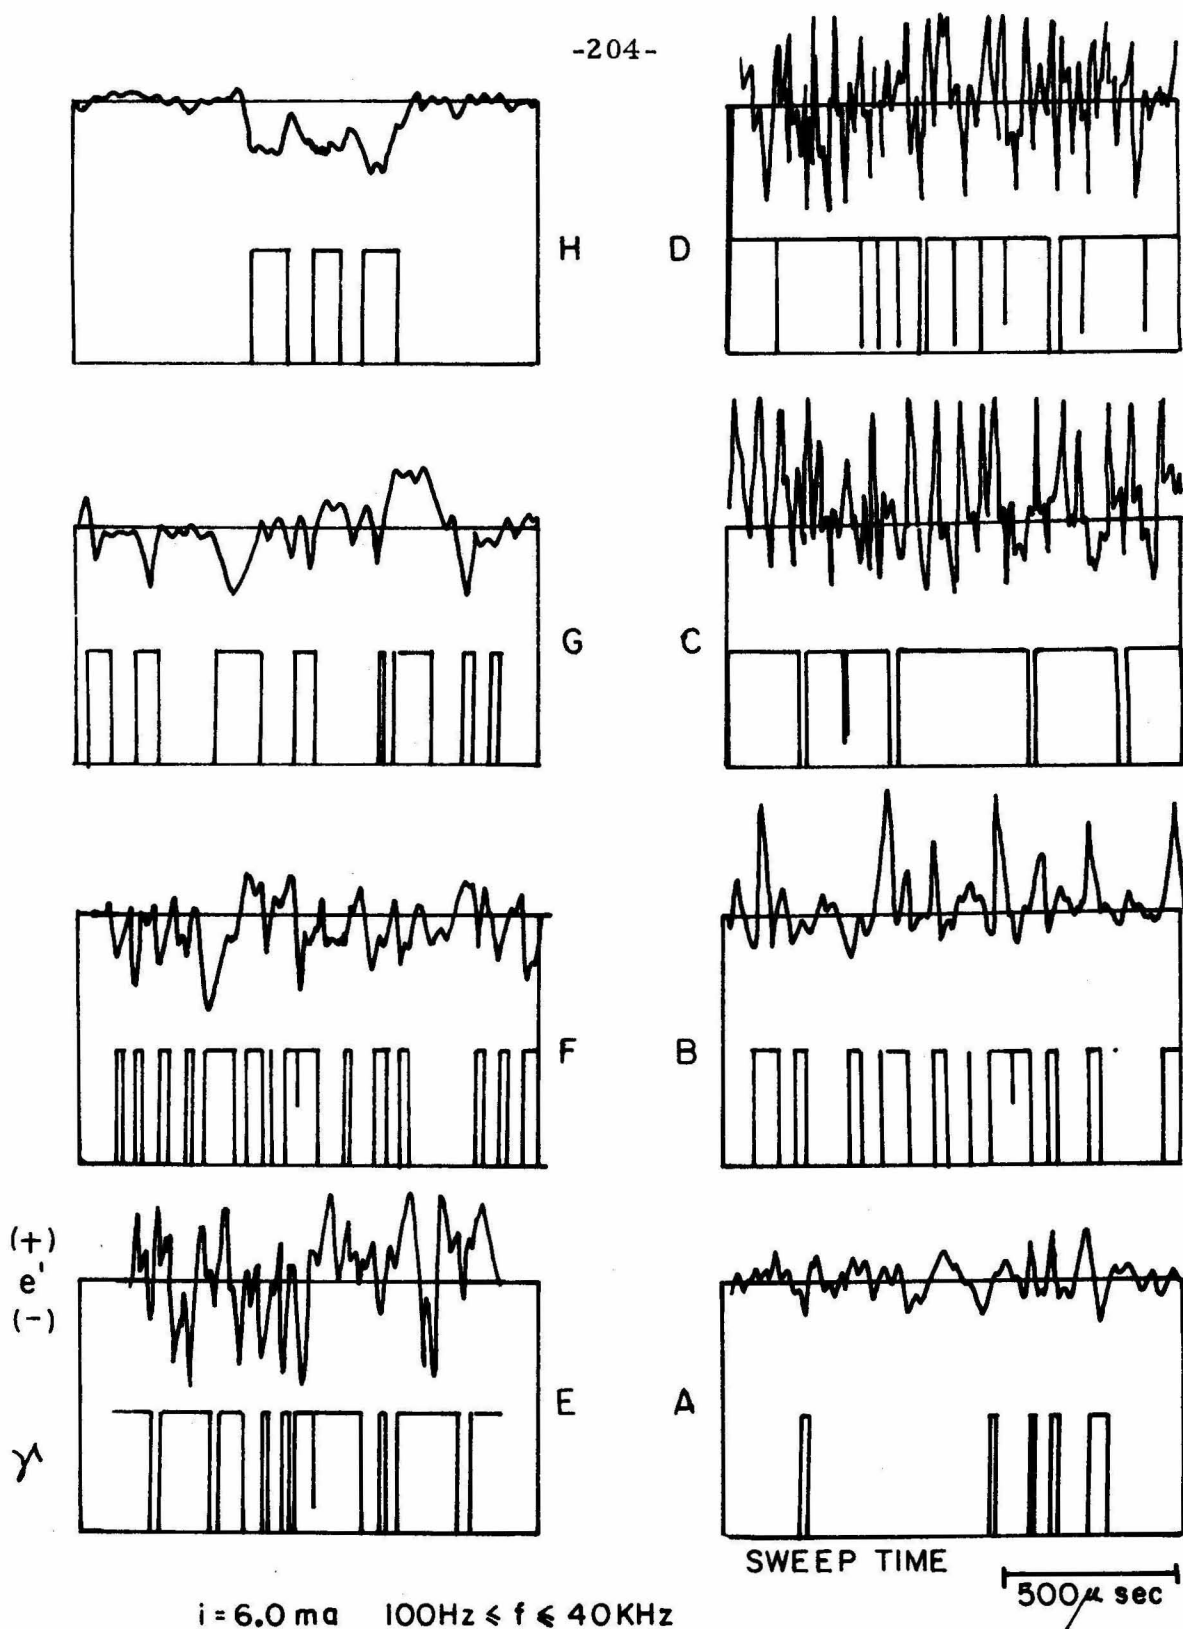 -204-
H
D
G
C
F
B
(+)
e'
(-)
E
A
γ
SWEEP TIME
500μ sec
i = 6.0 ma 100Hz ≤ f ≤ 40KHz